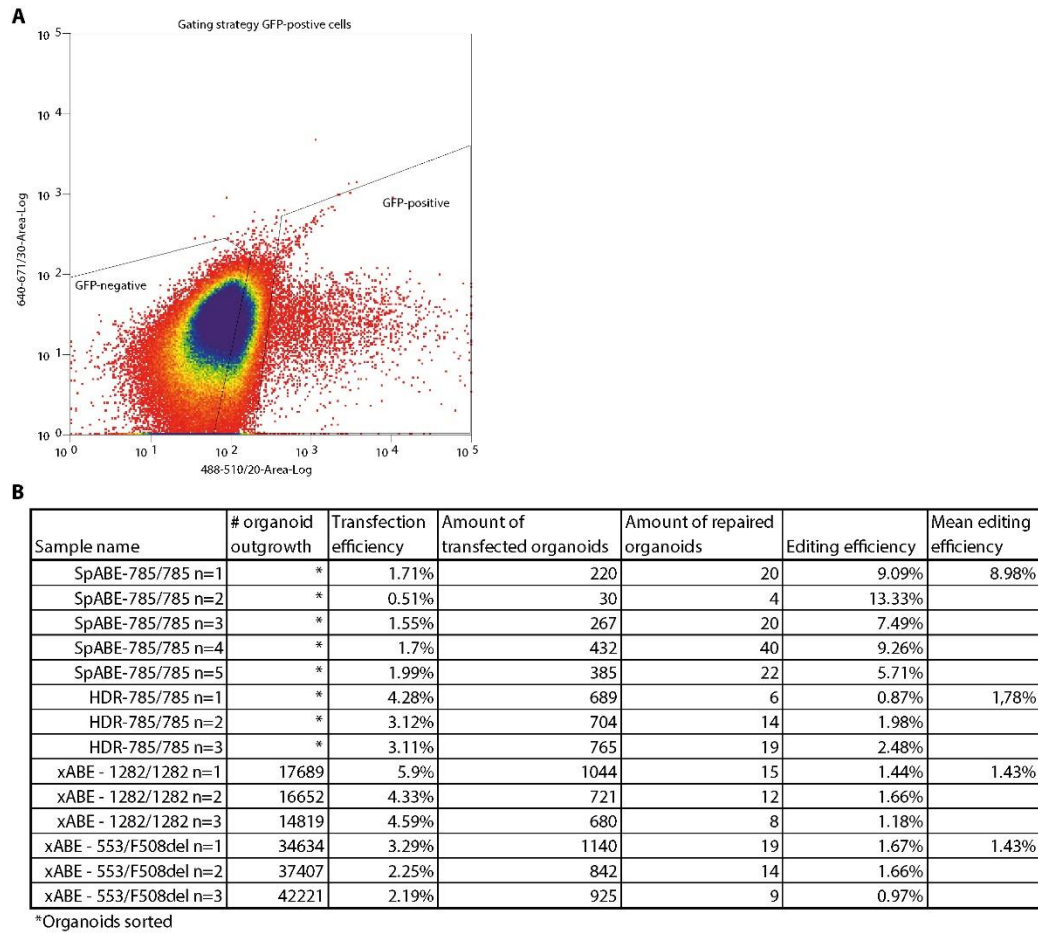 A
Gating strategy GFP-postive cells
10 5
10 4
10 3
10 2
10 1
10 0
640-671/30-Area-Log
GFP-positive
GFP-negative
10 0 10 1 10 2 10 3 10 4 10 5
488-510/20-Area-Log
B
Sample name # organoid outgrowth Transfection efficiency Amount of transfected organoids Amount of repaired organoids Editing efficiency Mean editing efficiency
SpABE-785/785 n=1 * 1.71% 220 20 9.09% 8.98%
SpABE-785/785 n=2 * 0.51% 30 4 13.33%
SpABE-785/785 n=3 * 1.55% 267 20 7.49%
SpABE-785/785 n=4 * 1.7% 432 40 9.26%
SpABE-785/785 n=5 * 1.99% 385 22 5.71%
HDR-785/785 n=1 * 4.28% 689 6 0.87% 1,78%
HDR-785/785 n=2 * 3.12% 704 14 1.98%
HDR-785/785 n=3 * 3.11% 765 19 2.48%
xABE - 1282/1282 n=1 17689 5.9% 1044 15 1.44% 1.43%
xABE - 1282/1282 n=2 16652 4.33% 721 12 1.66%
xABE - 1282/1282 n=3 14819 4.59% 680 8 1.18%
xABE - 553/F508del n=1 34634 3.29% 1140 19 1.67% 1.43%
xABE - 553/F508del n=2 37407 2.25% 842 14 1.66%
xABE - 553/F508del n=3 42221 2.19% 925 9 0.97%
*Organoids sorted